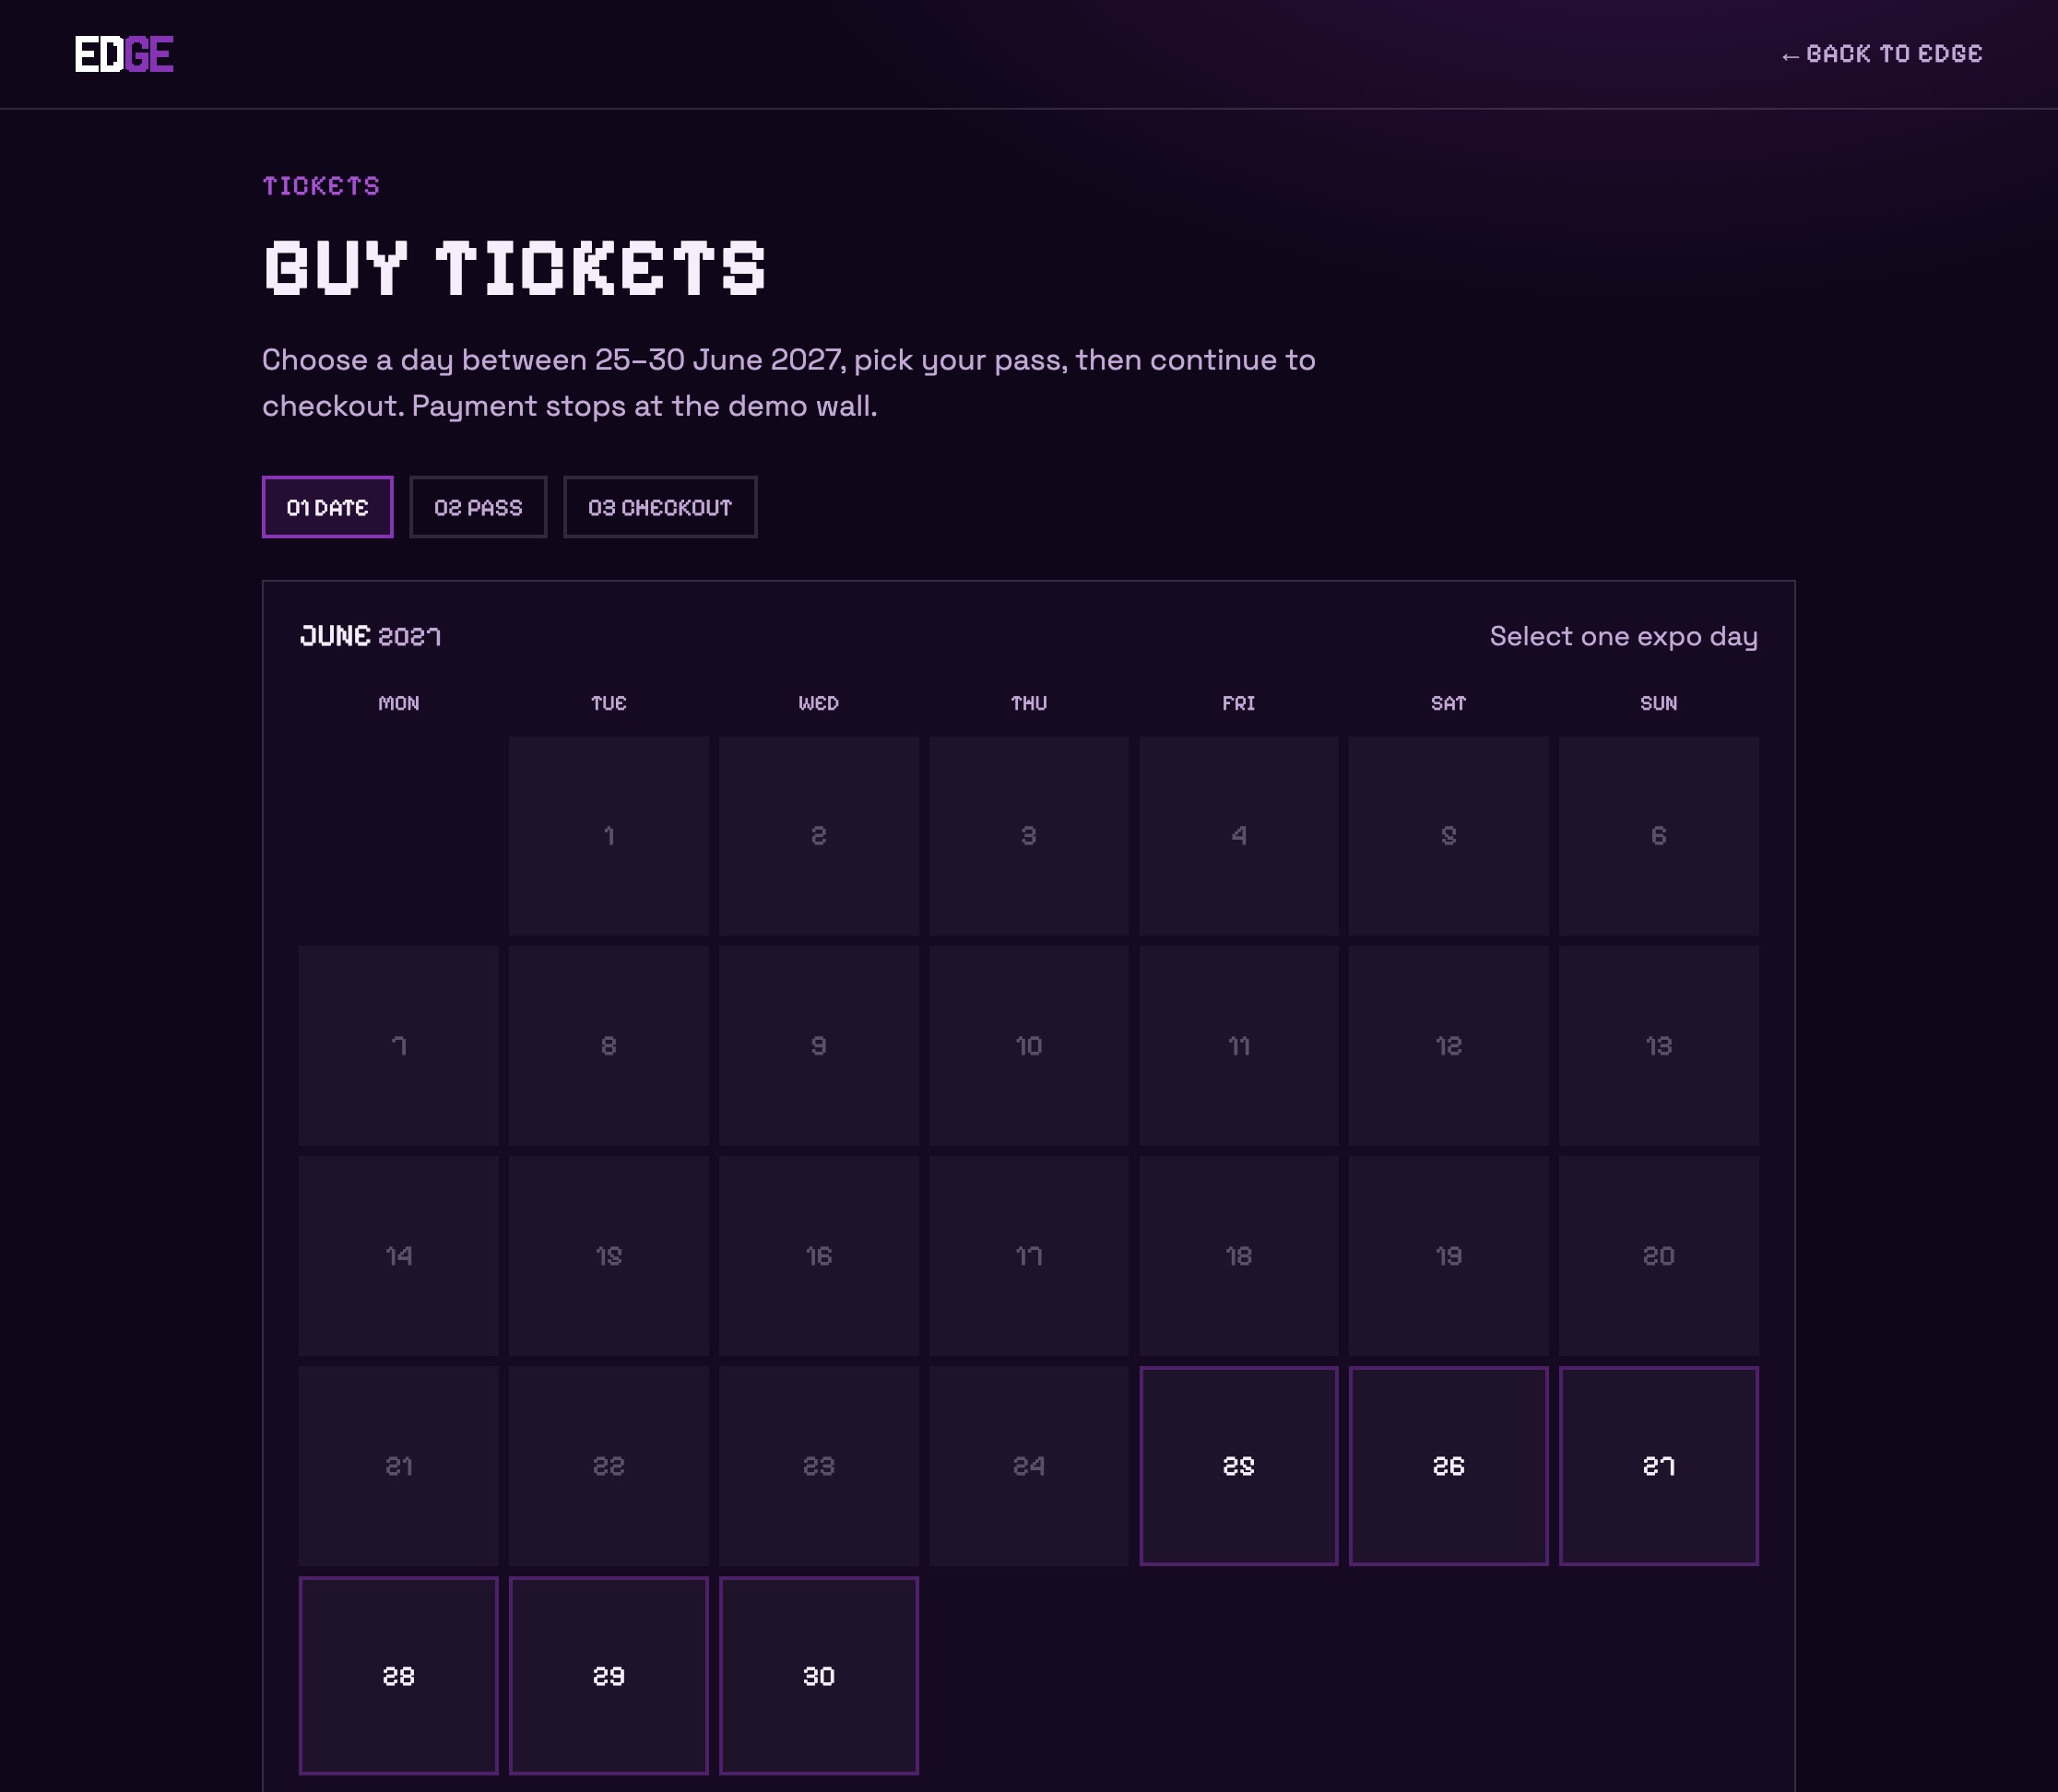 EDGE
← BACK TO EDGE
TICKETS
BUY TICKETS
Choose a day between 25–30 June 2027, pick your pass, then continue to
checkout. Payment stops at the demo wall.
01 DATE
02 PASS
03 CHECKOUT
JUNE 2027
Select one expo day
MON TUE WED THU FRI SAT SUN
1 2 3 4 5 6
7 8 9 10 11 12 13
14 15 16 17 18 19 20
21 22 23 24 25 26 27
28 29 30